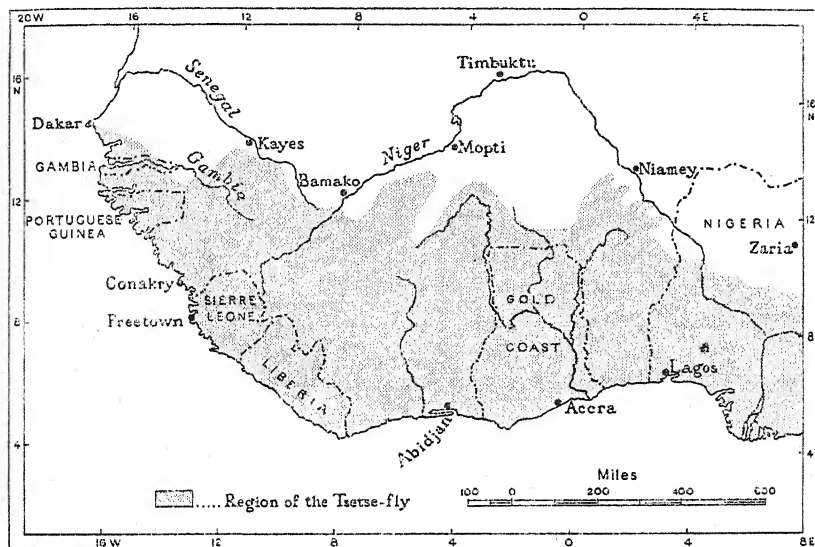 20W 16 12 8 4 0 4E
16
N
Timbuktu
16
N
Senegal
Dakar
Kayes
Niger
Mopti
GAMBIA
Gambia
Bamako
Niamey
12
12
PORTUGUESE
GUINEA
NIGERIA
Zaria
Conakry
SIERRE
LEONE
GOLD
8
Freetown
8
COAST
LIBERIA
Lagos
Accra
Abidjan
4
4
Miles
..... Region of the Tsetse-fly
100 0 200 400 600
16W 12 8 4 0 4 8E